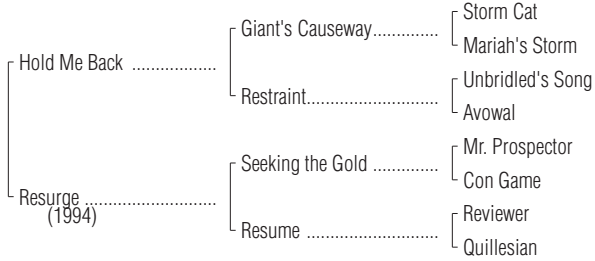 Storm Cat
Giant's Causeway..............
Mariah's Storm
Hold Me Back ..................
Unbridled's Song
Restraint............................
Avowal
Mr. Prospector
Seeking the Gold ..............
Con Game
Resurge ............................
(1994)
Reviewer
Resume ............................
Quillesian